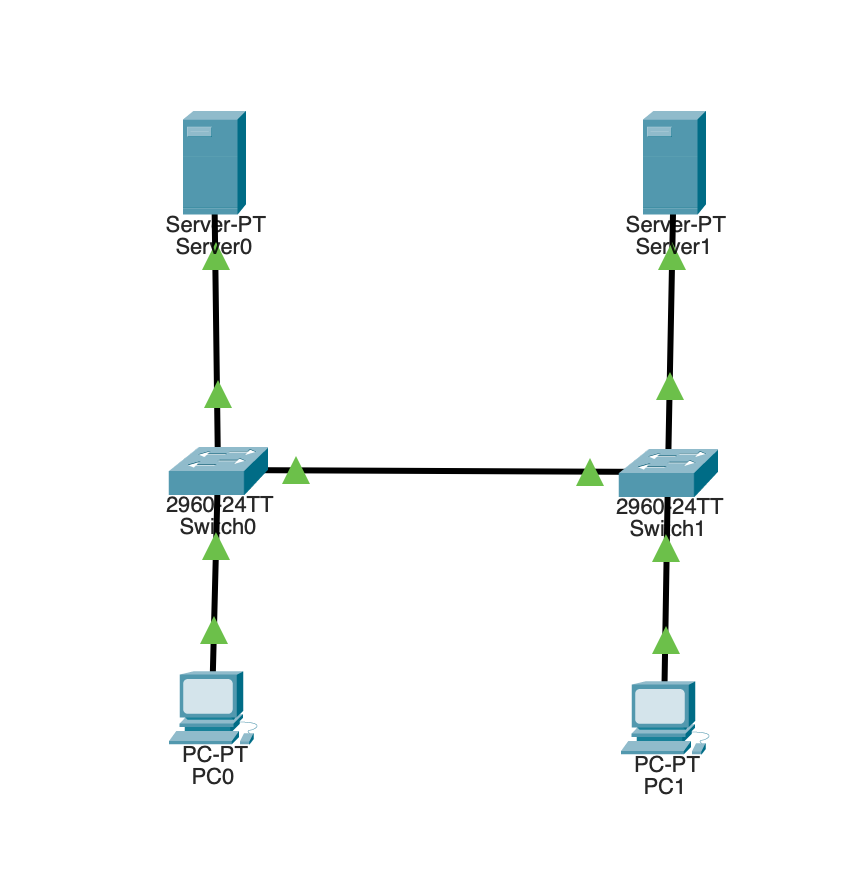 Server-PT
Server0
Server-PT
Server1
2960-24TT
Switch0
2960-24TT
Switch1
PC-PT
PC0
PC-PT
PC1